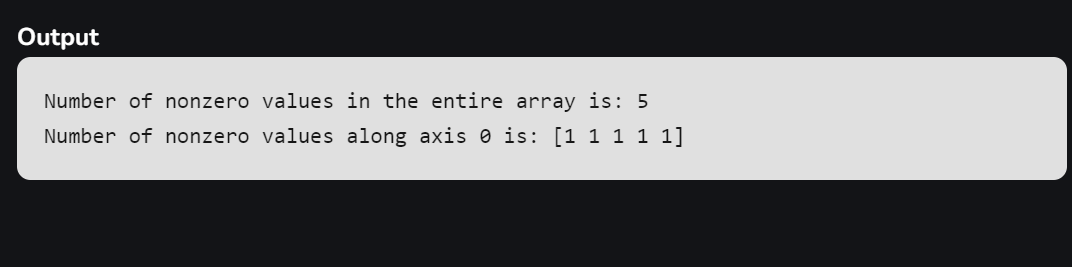 Output
Number of nonzero values in the entire array is: 5
Number of nonzero values along axis 0 is: [1 1 1 1 1]